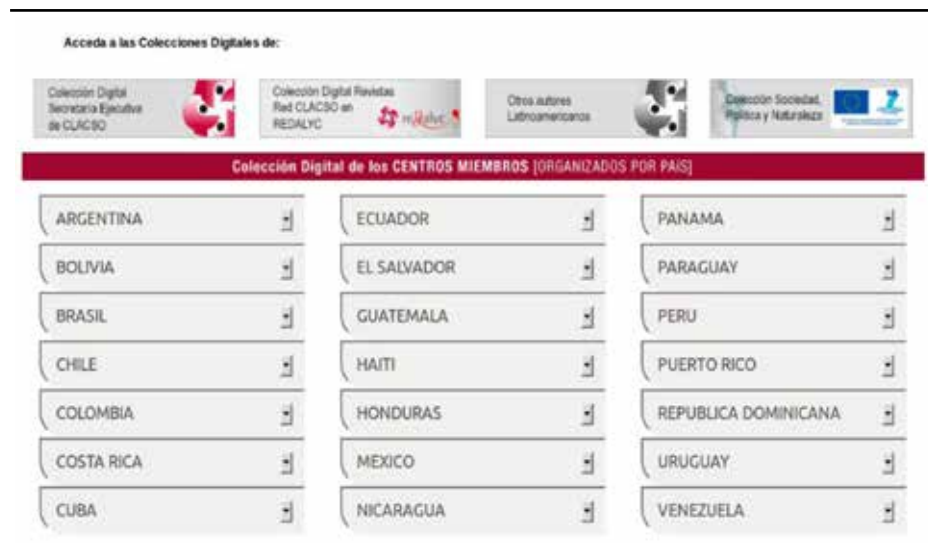 Acceda a las Colecciones Digitales de:
Colección Digital
Secretaría Ejecutiva
de CLACSO
Colección Digital Revistas
Red CLACSO en
REDALYC
redalyc
Otros autores
Latinoamericanos
Colección Sociedad,
Política y Naturaleza
Colección Digital de los CENTROS MIEMBROS [ORGANIZADOS POR PAÍS]
ARGENTINA
ECUADOR
PANAMA
BOLIVIA
EL SALVADOR
PARAGUAY
BRASIL
GUATEMALA
PERU
CHILE
HAITI
PUERTO RICO
COLOMBIA
HONDURAS
REPUBLICA DOMINICANA
COSTA RICA
MEXICO
URUGUAY
CUBA
NICARAGUA
VENEZUELA